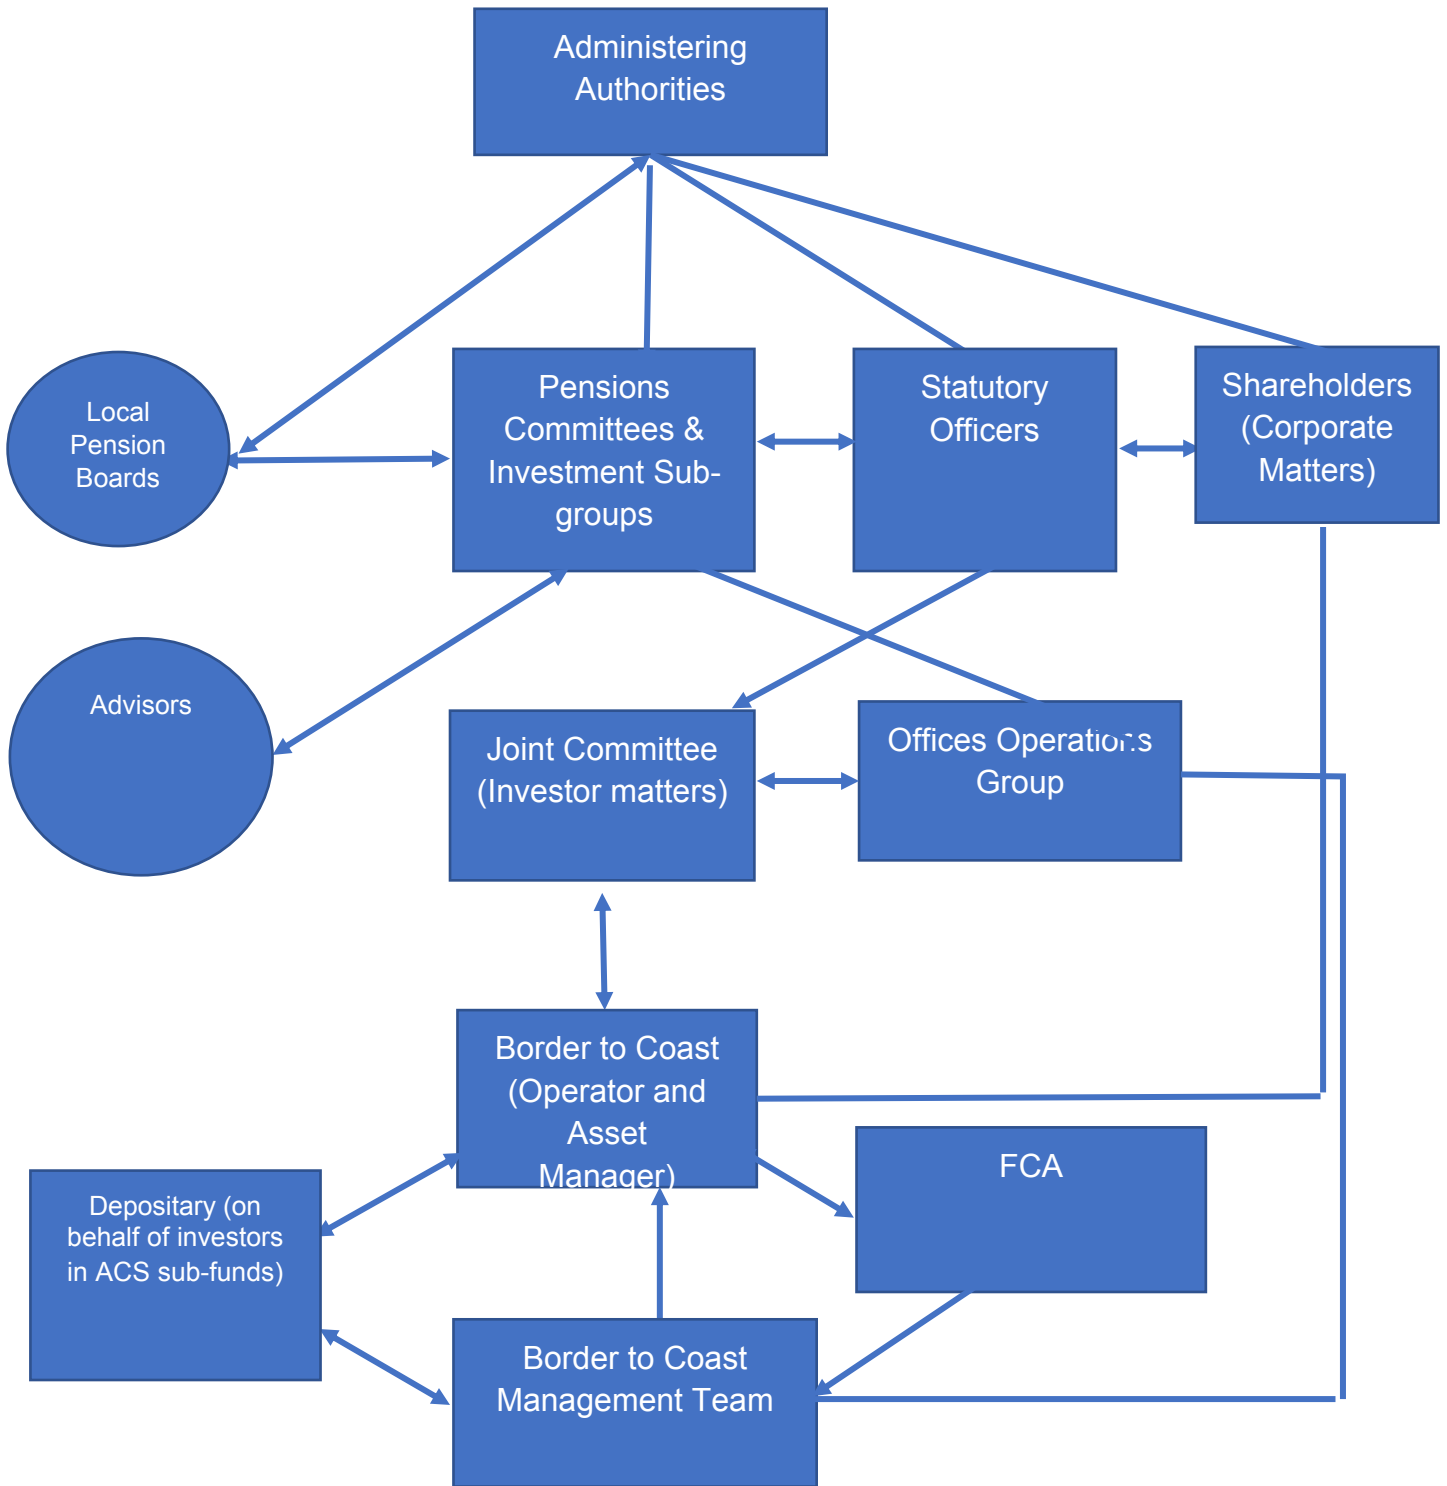 Administering
Authorities
Local
Pension
Boards
Pensions
Committees &
Investment Sub-
groups
Statutory
Officers
Shareholders
(Corporate
Matters)
Advisors
Joint Committee
(Investor matters)
Offices Operations
Group
Border to Coast
(Operator and
Asset
Manager)
FCA
Depositary (on
behalf of investors
in ACS sub-funds)
Border to Coast
Management Team